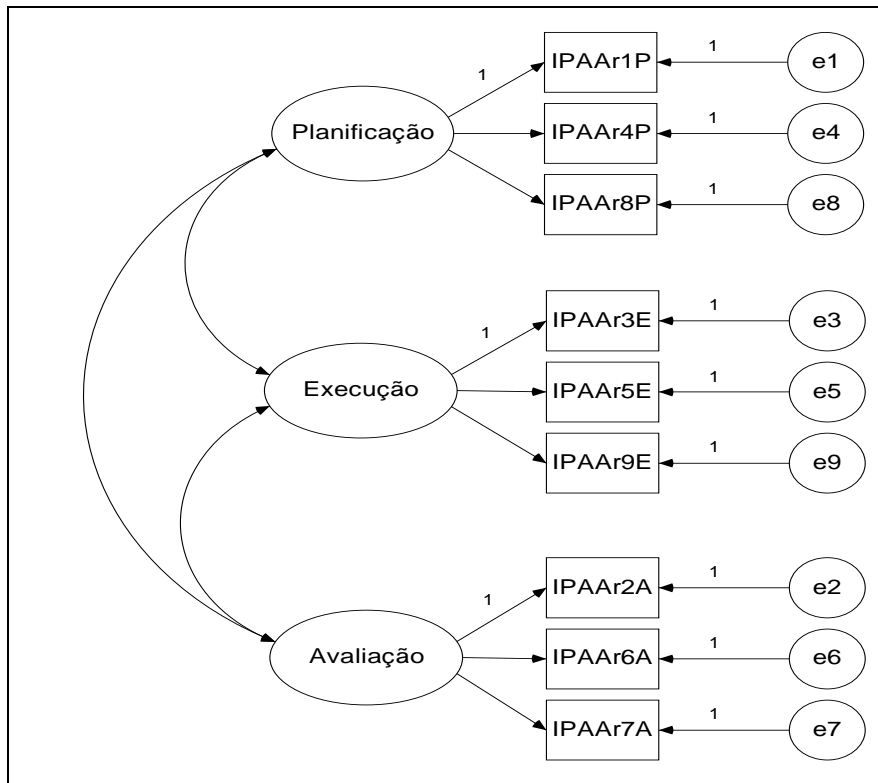 1 IPAAr1P 1 e1
Planificação IPAAr4P 1 e4
IPAAr8P 1 e8
1 IPAAr3E 1 e3
Execução IPAAr5E 1 e5
IPAAr9E 1 e9
1 IPAAr2A 1 e2
Avaliação IPAAr6A 1 e6
IPAAr7A 1 e7